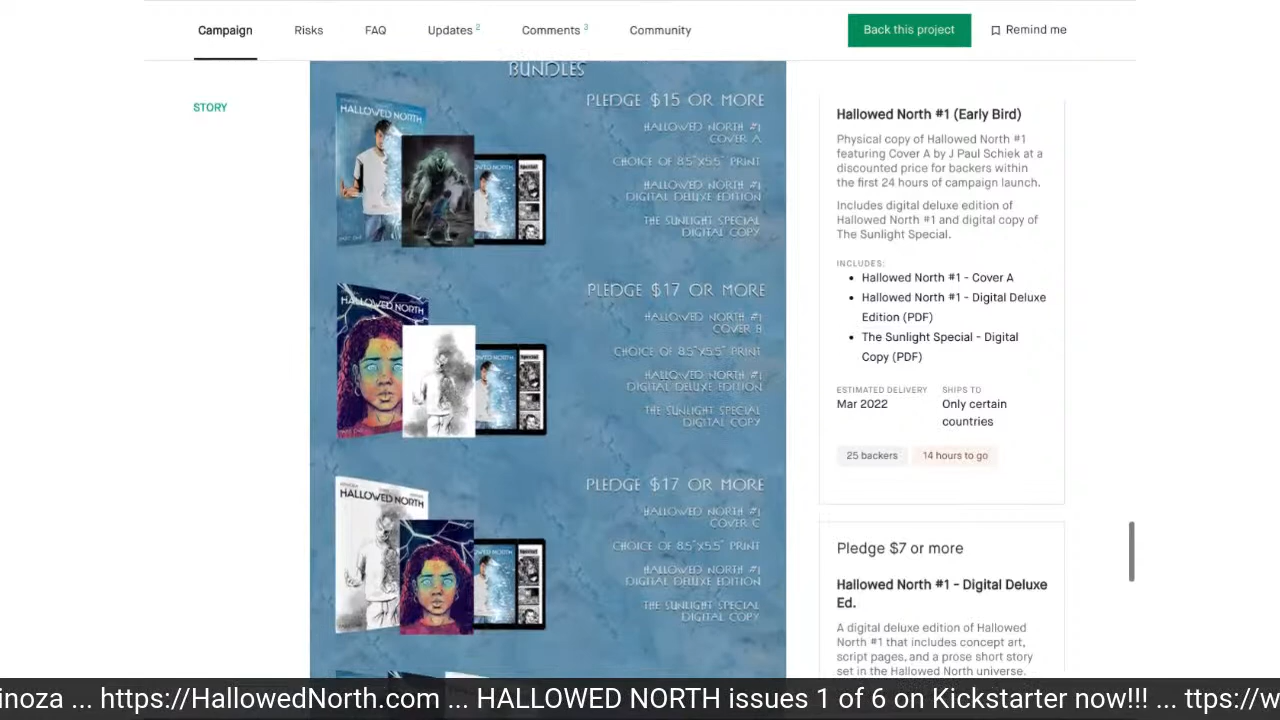 Campaign Risks FAQ Updates 2 Comments 3 Community Back this project Remind me
STORY
BUNDLES
PLEDGE $15 OR MORE
HALLOWED NORTH #1
COVER A
CHOICE OF 8.5"X5.5" PRINT
HALLOWED NORTH #1
DIGITAL DELUXE EDITION
THE SUNLIGHT SPECIAL
DIGITAL COPY
HALLOWED NORTH
PLEDGE $17 OR MORE
HALLOWED NORTH #1
COVER B
CHOICE OF 8.5"X5.5" PRINT
HALLOWED NORTH #1
DIGITAL DELUXE EDITION
THE SUNLIGHT SPECIAL
DIGITAL COPY
HALLOWED NORTH
PLEDGE $17 OR MORE
HALLOWED NORTH #1
COVER C
CHOICE OF 8.5"X5.5" PRINT
HALLOWED NORTH #1
DIGITAL DELUXE EDITION
THE SUNLIGHT SPECIAL
DIGITAL COPY
HALLOWED NORTH
Hallowed North #1 (Early Bird)
Physical copy of Hallowed North #1
featuring Cover A by J Paul Schiek at a
discounted price for backers within
the first 24 hours of campaign launch.
Includes digital deluxe edition of
Hallowed North #1 and digital copy of
The Sunlight Special.
INCLUDES:
• Hallowed North #1 - Cover A
• Hallowed North #1 - Digital Deluxe
Edition (PDF)
• The Sunlight Special - Digital
Copy (PDF)
ESTIMATED DELIVERY SHIPS TO
Mar 2022 Only certain
countries
25 backers 14 hours to go
Pledge $7 or more
Hallowed North #1 - Digital Deluxe
Ed.
A digital deluxe edition of Hallowed
North #1 that includes concept art,
script pages, and a prose short story
set in the Hallowed North universe.
inoza ... https://HallowedNorth.com ... HALLOWED NORTH issues 1 of 6 on Kickstarter now!!! ... ttps://w